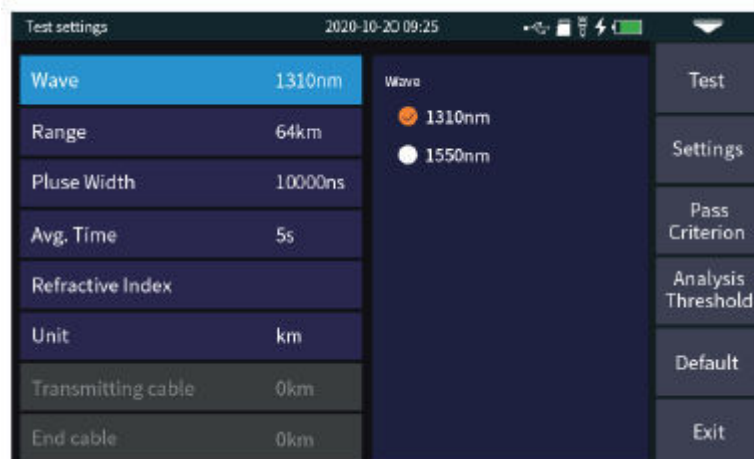 Test settings 2020-10-20 09:25
Wave 1310nm
Range 64km
Pluse Width 10000ns
Avg. Time 5s
Refractive Index
Unit km
Transmitting cable 0km
End cable 0km
Wave
1310nm
1550nm
Test
Settings
Pass
Criterion
Analysis
Threshold
Default
Exit